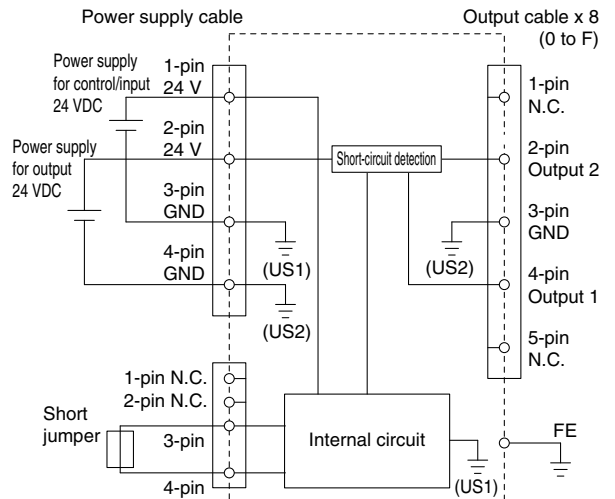 Power supply cable
Output cable x 8
(0 to F)
Power supply
for control/input
24 VDC
1-pin
24 V
1-pin
N.C.
Power supply
for output
24 VDC
2-pin
24 V
Short-circuit detection
2-pin
Output 2
3-pin
GND
(US1)
3-pin
GND
(US2)
4-pin
GND
(US2)
4-pin
Output 1
5-pin
N.C.
1-pin N.C.
2-pin N.C.
Short
jumper
3-pin
4-pin
Internal circuit
(US1)
FE